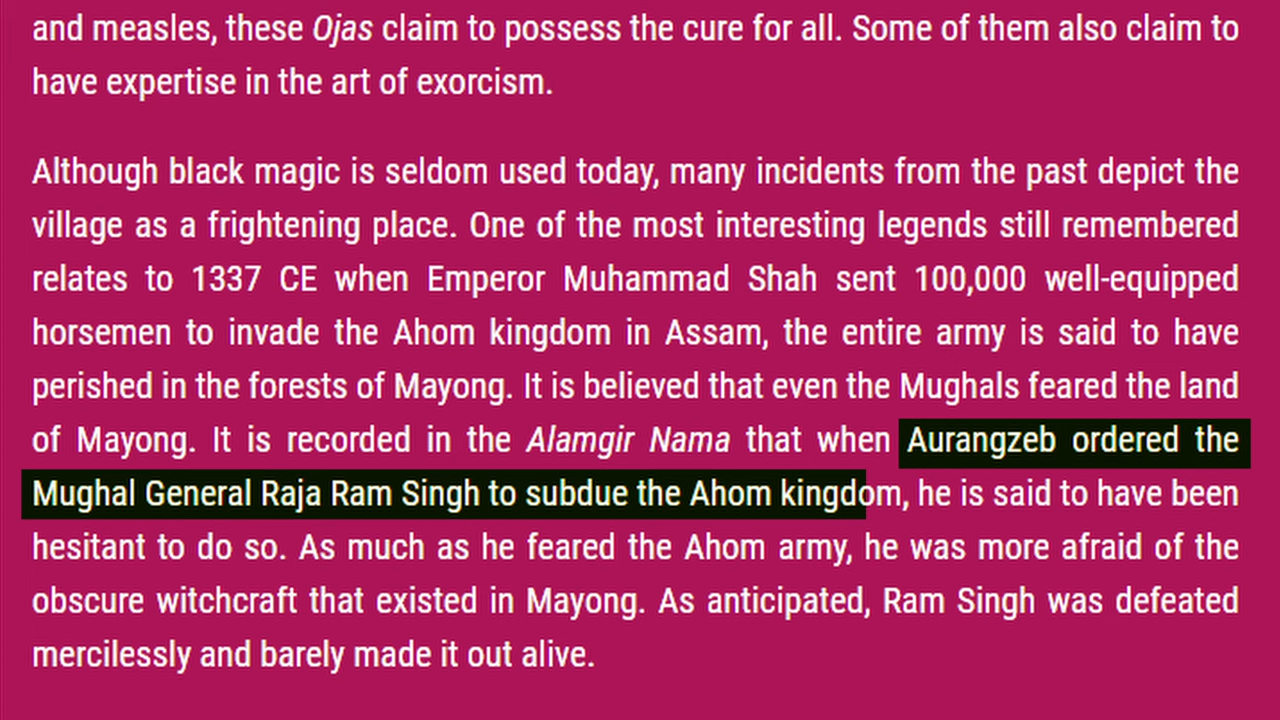 and measles, these Ojas claim to possess the cure for all. Some of them also claim to
have expertise in the art of exorcism.
Although black magic is seldom used today, many incidents from the past depict the
village as a frightening place. One of the most interesting legends still remembered
relates to 1337 CE when Emperor Muhammad Shah sent 100,000 well-equipped
horsemen to invade the Ahom kingdom in Assam, the entire army is said to have
perished in the forests of Mayong. It is believed that even the Mughals feared the land
of Mayong. It is recorded in the Alamgir Nama that when Aurangzeb ordered the
Mughal General Raja Ram Singh to subdue the Ahom kingdom, he is said to have been
hesitant to do so. As much as he feared the Ahom army, he was more afraid of the
obscure witchcraft that existed in Mayong. As anticipated, Ram Singh was defeated
mercilessly and barely made it out alive.